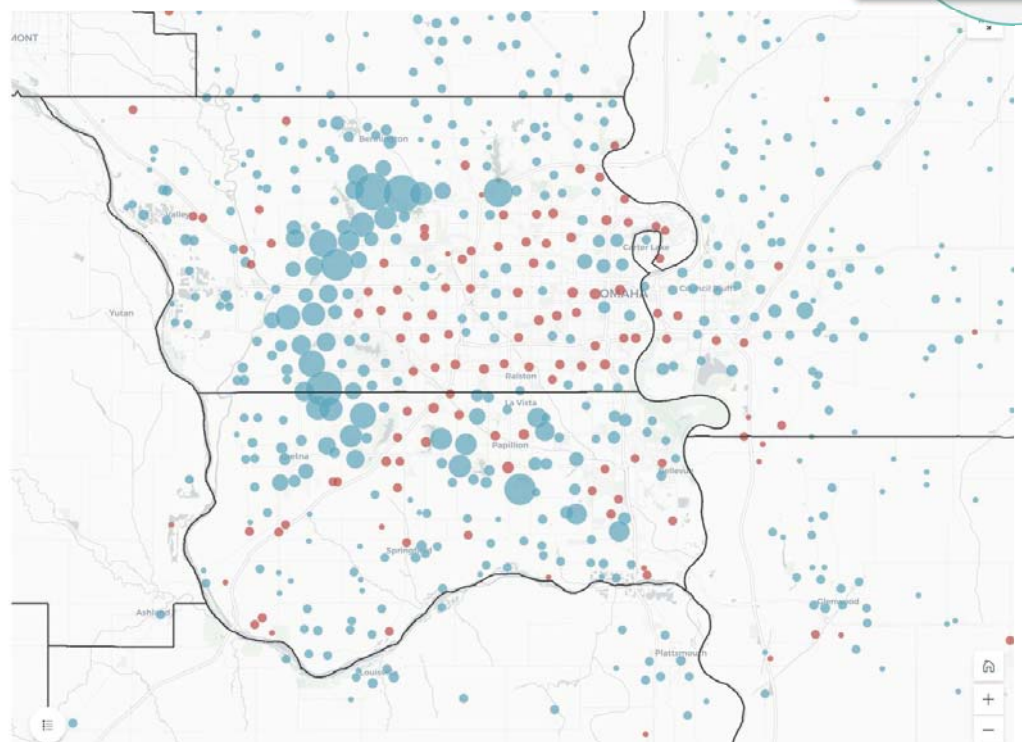 MONT
Bennington
Valley
Carter Lake
OMAHA
Council Bluffs
Yutan
Ralston
La Vista
Papillion
Gretna
Bellevue
Springfield
Ashland
Glenwood
Plattsmouth
Louisville
+
−